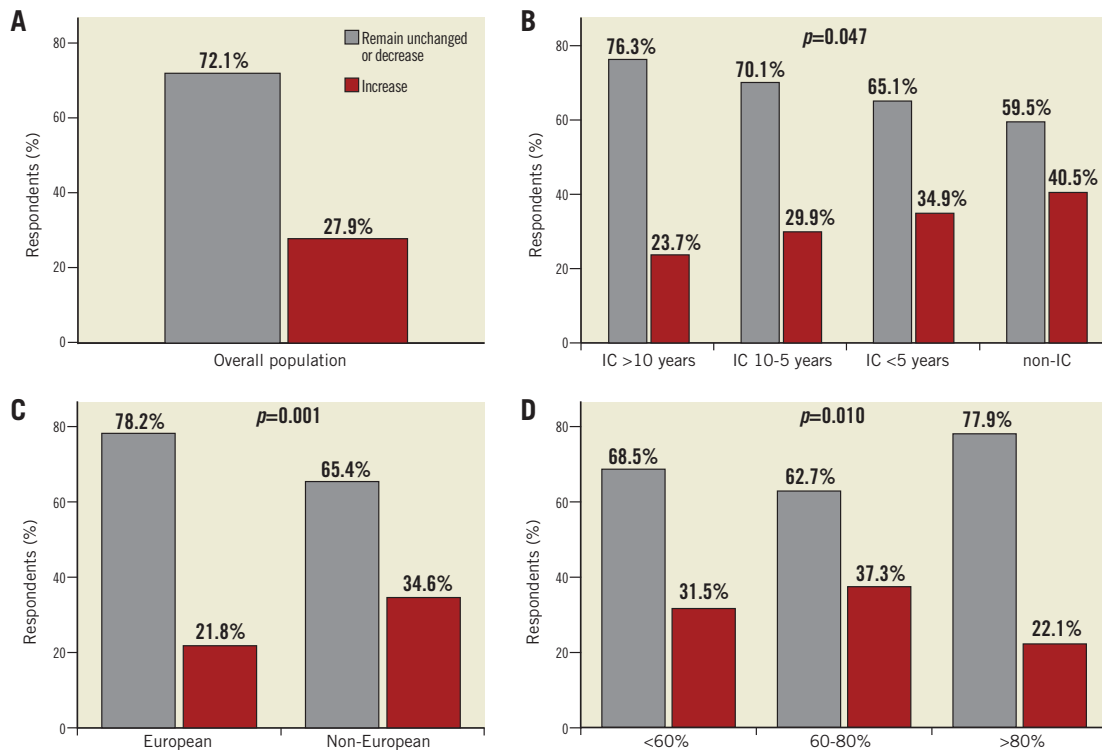 A
Respondents (%)
80
60
40
20
0
72.1%
27.9%
Remain unchanged
or decrease
Increase
Overall population
B
p=0.047
Respondents (%)
80
60
40
20
0
76.3%
23.7%
70.1%
29.9%
65.1%
34.9%
59.5%
40.5%
IC >10 years
IC 10-5 years
IC <5 years
non-IC
C
p=0.001
Respondents (%)
80
60
40
20
0
78.2%
21.8%
65.4%
34.6%
European
Non-European
D
p=0.010
Respondents (%)
80
60
40
20
0
68.5%
31.5%
62.7%
37.3%
77.9%
22.1%
<60%
60-80%
>80%